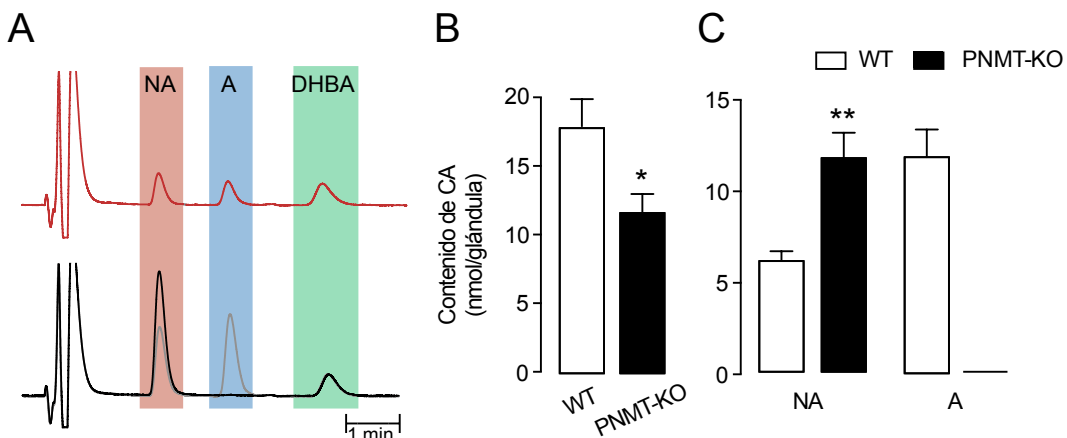 A
NA
A
DHBA
1 min
B
Contenido de CA
(nmol/glándula)
20
15
10
5
0
*
WT
PNMT-KO
C
WT
PNMT-KO
15
10
5
0
**
NA
A